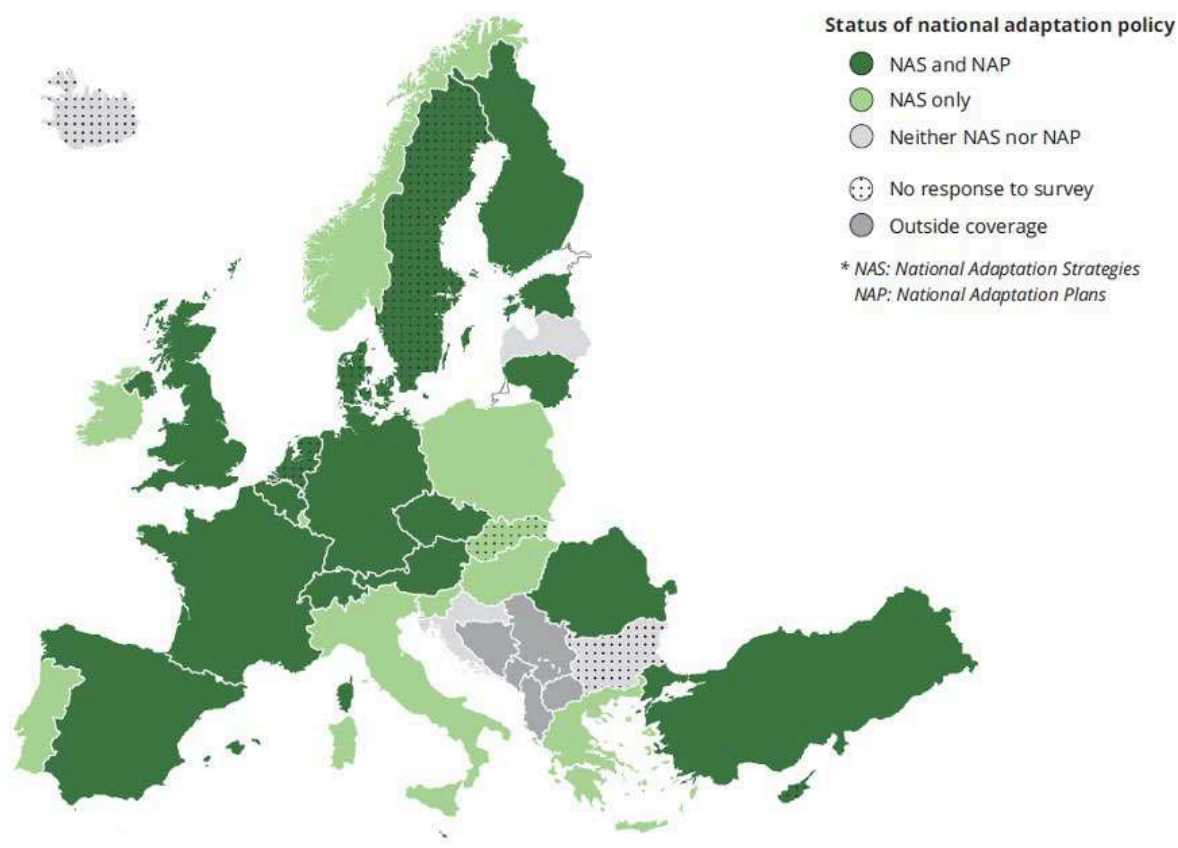 Status of national adaptation policy
NAS and NAP
NAS only
Neither NAS nor NAP
No response to survey
Outside coverage
* NAS: National Adaptation Strategies
NAP: National Adaptation Plans